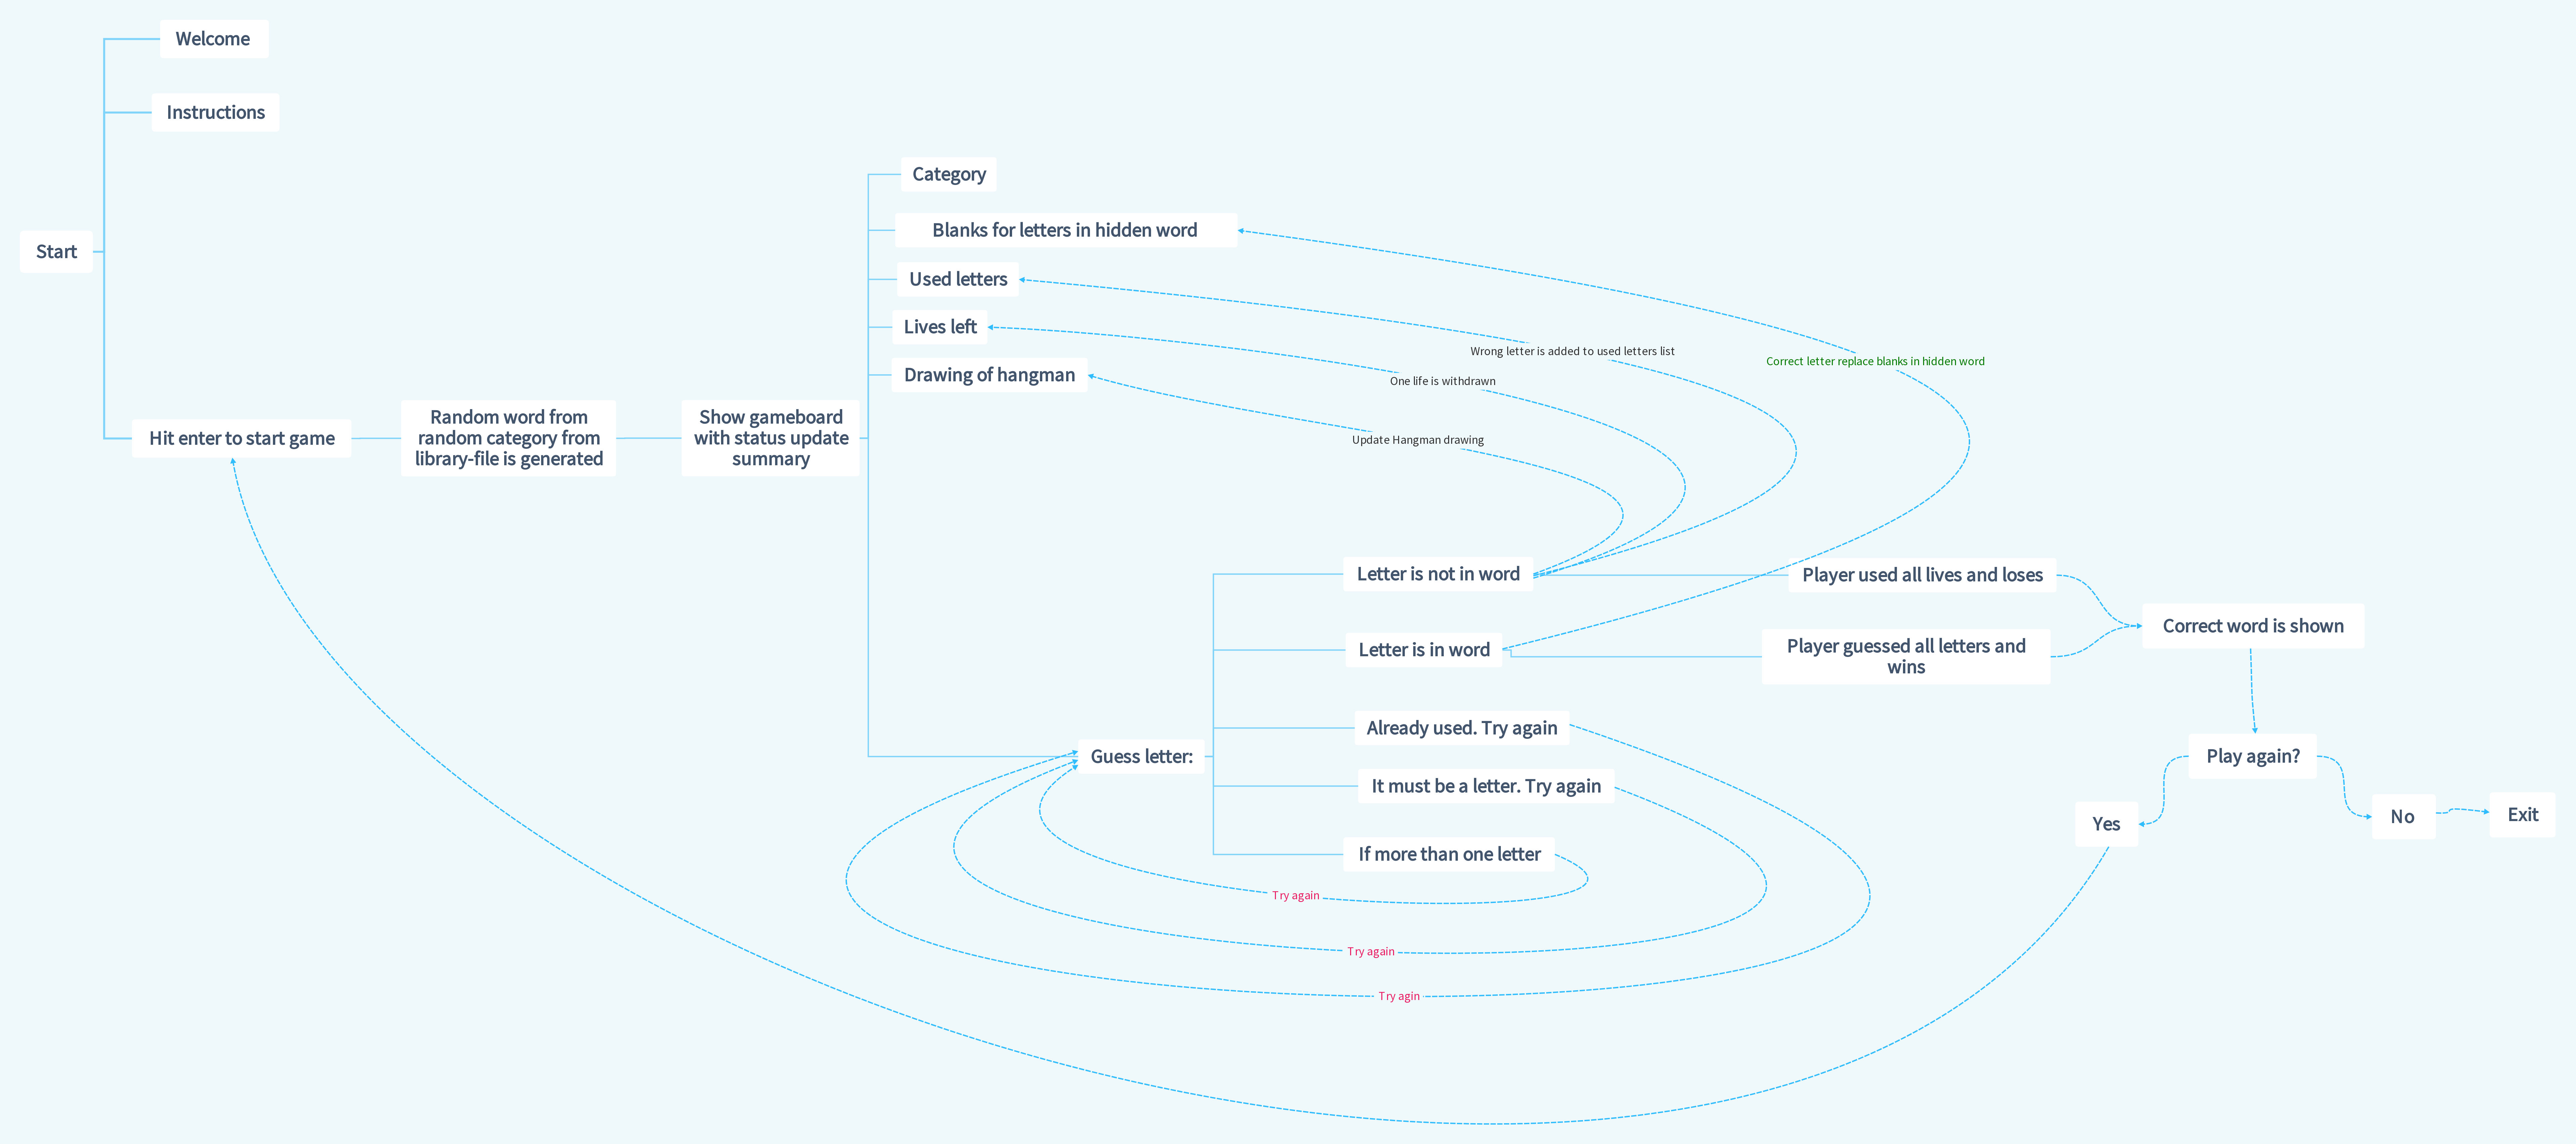 Welcome
Instructions
Start
Hit enter to start game
Random word from
random category from
library-file is generated
Show gameboard
with status update
summary
Category
Blanks for letters in hidden word
Used letters
Lives left
Drawing of hangman
Wrong letter is added to used letters list
Correct letter replace blanks in hidden word
One life is withdrawn
Update Hangman drawing
Guess letter:
Letter is not in word
Letter is in word
Already used. Try again
It must be a letter. Try again
If more than one letter
Try again
Try again
Try agin
Player used all lives and loses
Player guessed all letters and
wins
Correct word is shown
Play again?
Yes
No
Exit